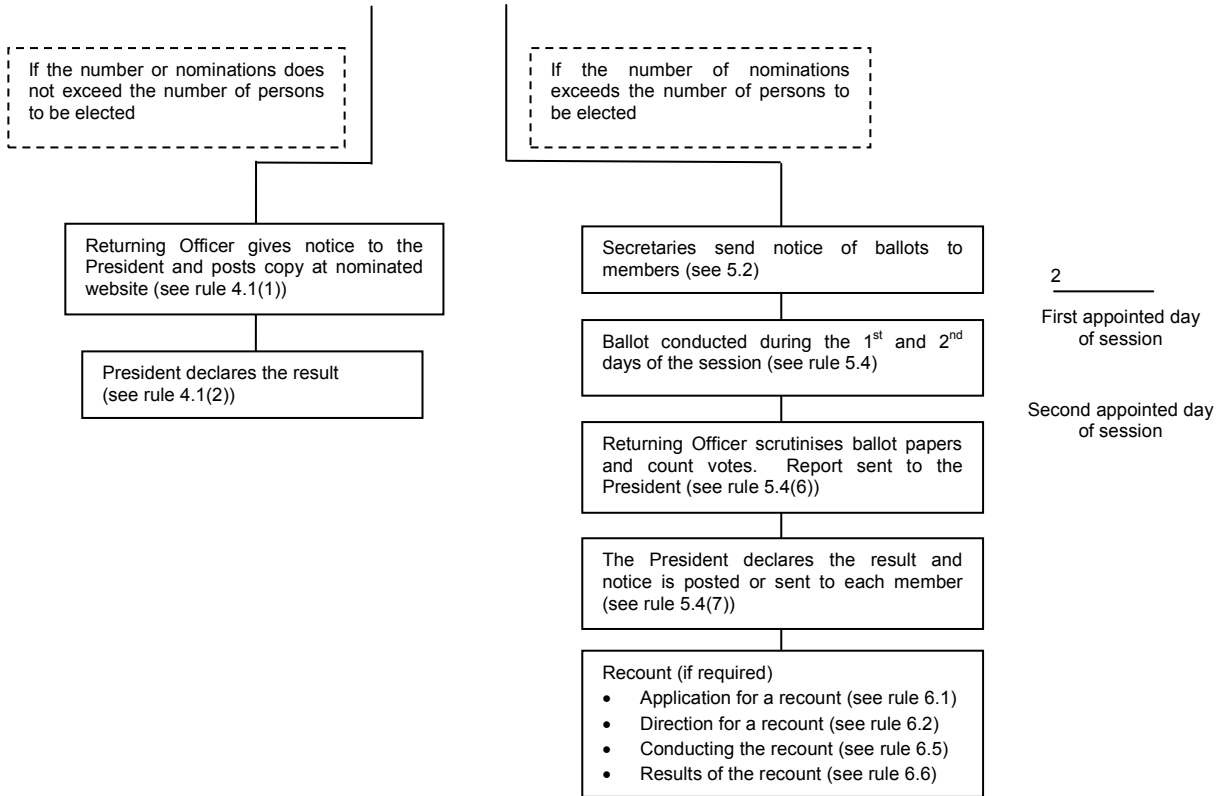 If the number or nominations does
not exceed the number of persons
to be elected
If the number of nominations
exceeds the number of persons to
be elected
Returning Officer gives notice to the
President and posts copy at nominated
website (see rule 4.1(1))
President declares the result
(see rule 4.1(2))
Secretaries send notice of ballots to
members (see 5.2)
Ballot conducted during the 1st and 2nd
days of the session (see rule 5.4)
Returning Officer scrutinises ballot papers
and count votes. Report sent to the
President (see rule 5.4(6))
The President declares the result and
notice is posted or sent to each member
(see rule 5.4(7))
Recount (if required)
• Application for a recount (see rule 6.1)
• Direction for a recount (see rule 6.2)
• Conducting the recount (see rule 6.5)
• Results of the recount (see rule 6.6)
2
First appointed day
of session
Second appointed day
of session